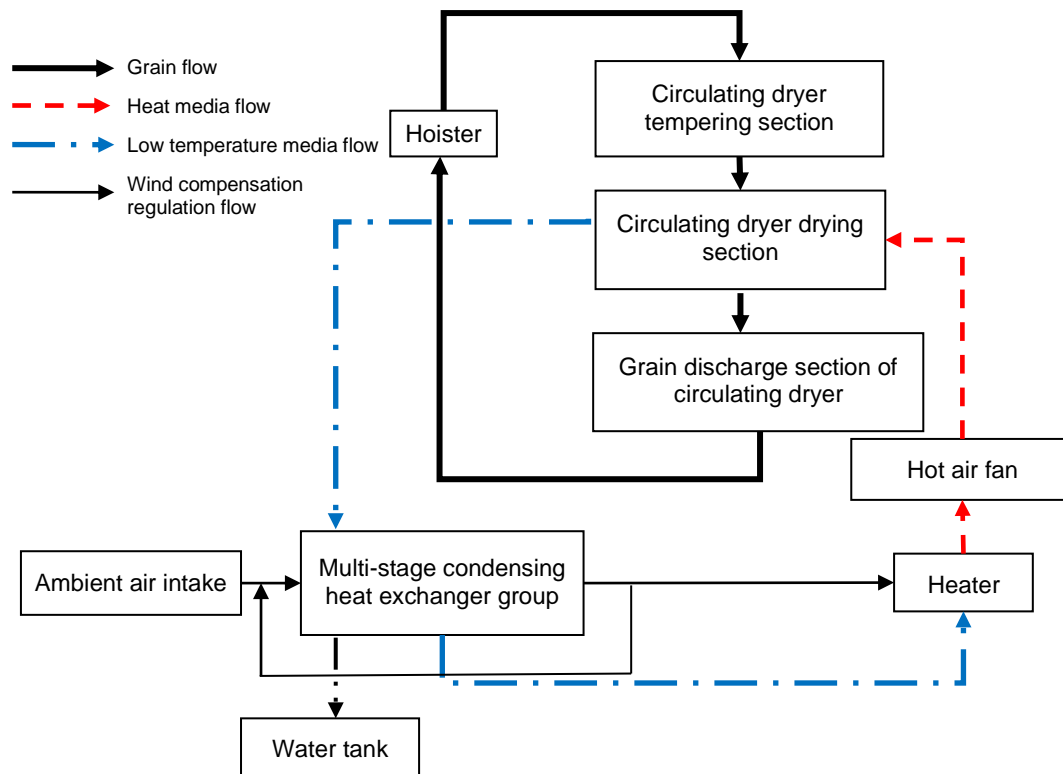 Grain flow
Heat media flow
Low temperature media flow
Wind compensation
regulation flow
Hoister
Circulating dryer
tempering section
Circulating dryer drying
section
Grain discharge section of
circulating dryer
Hot air fan
Ambient air intake
Multi-stage condensing
heat exchanger group
Heater
Water tank